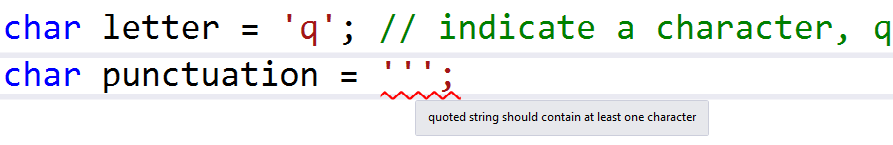 char letter = 'q'; // indicate a character, q
char punctuation = ''';
quoted string should contain at least one character